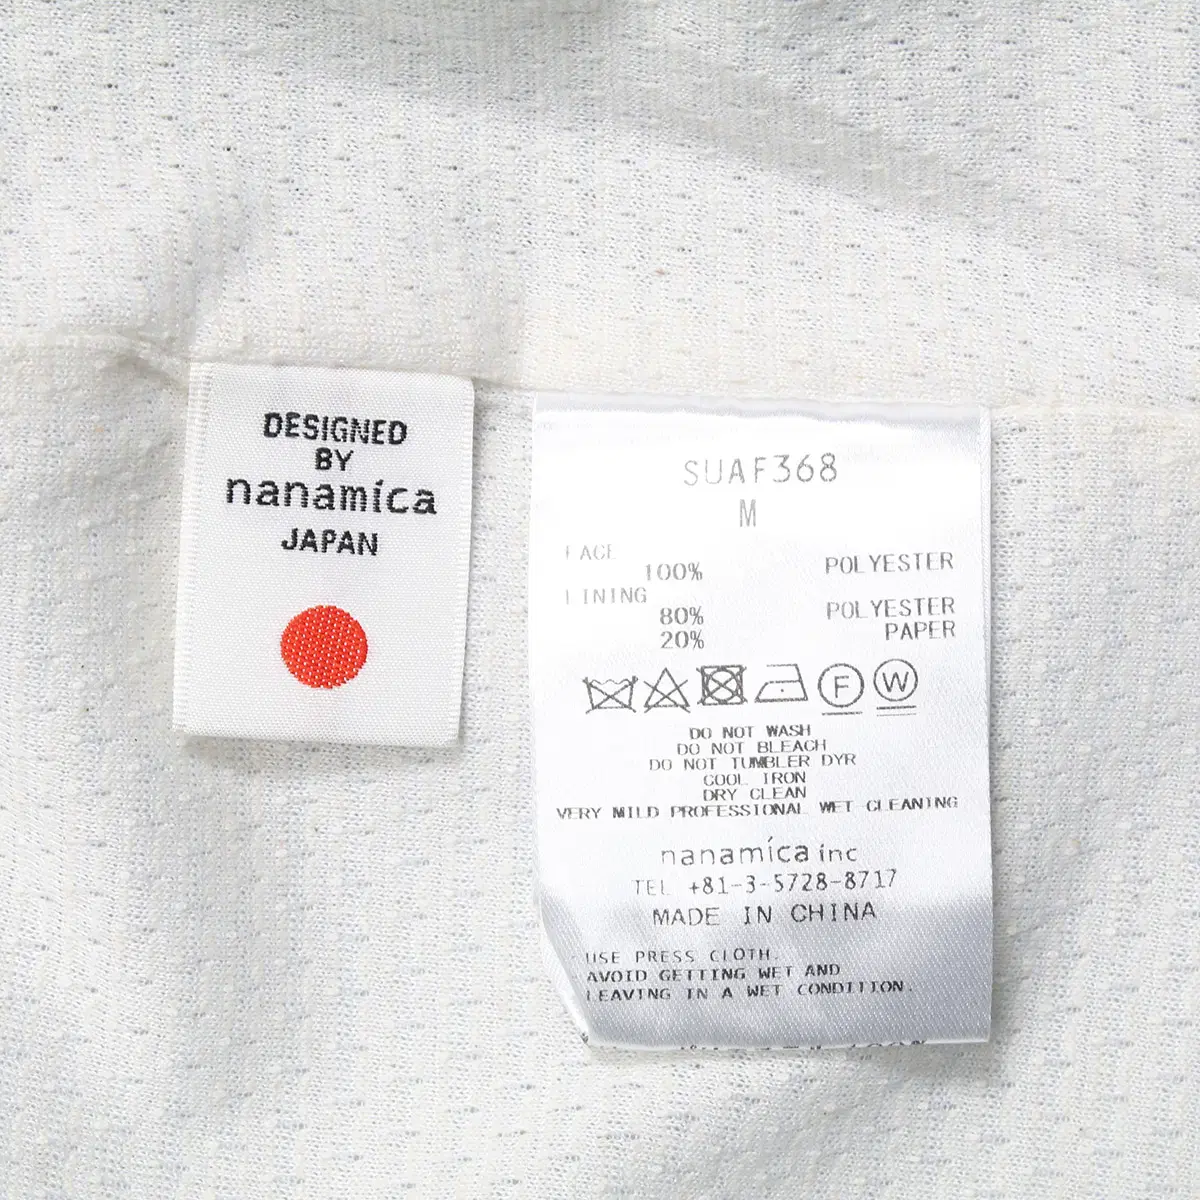 DESIGNED
BY
nanamica
JAPAN
SUAF368
M
FACE
100% POLYESTER
LINING
80% POLYESTER
20% PAPER
F W
DO NOT WASH
DO NOT BLEACH
DO NOT TUMBLER DYR
COOL IRON
DRY CLEAN
VERY MILD PROFESSIONAL WET CLEANING
nanamica inc
TEL +81-3-5728-8717
MADE IN CHINA
USE PRESS CLOTH.
AVOID GETTING WET AND
LEAVING IN A WET CONDITION.